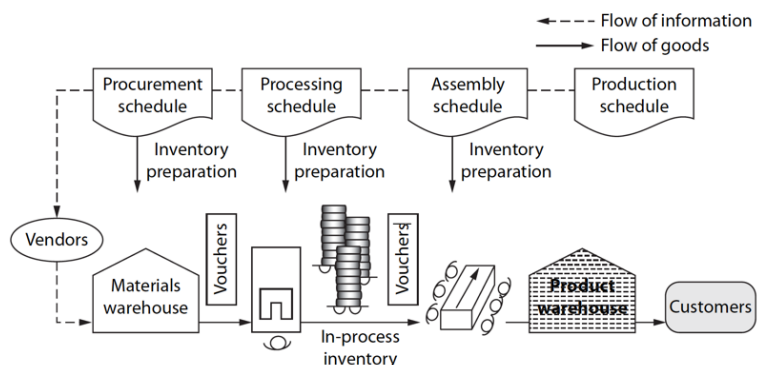 Flow of information
Flow of goods
Procurement
schedule
Processing
schedule
Assembly
schedule
Production
schedule
Inventory
preparation
Inventory
preparation
Inventory
preparation
Vendors
Materials
warehouse
Vouchers
In-process
inventory
Vouchers
Product
warehouse
Customers